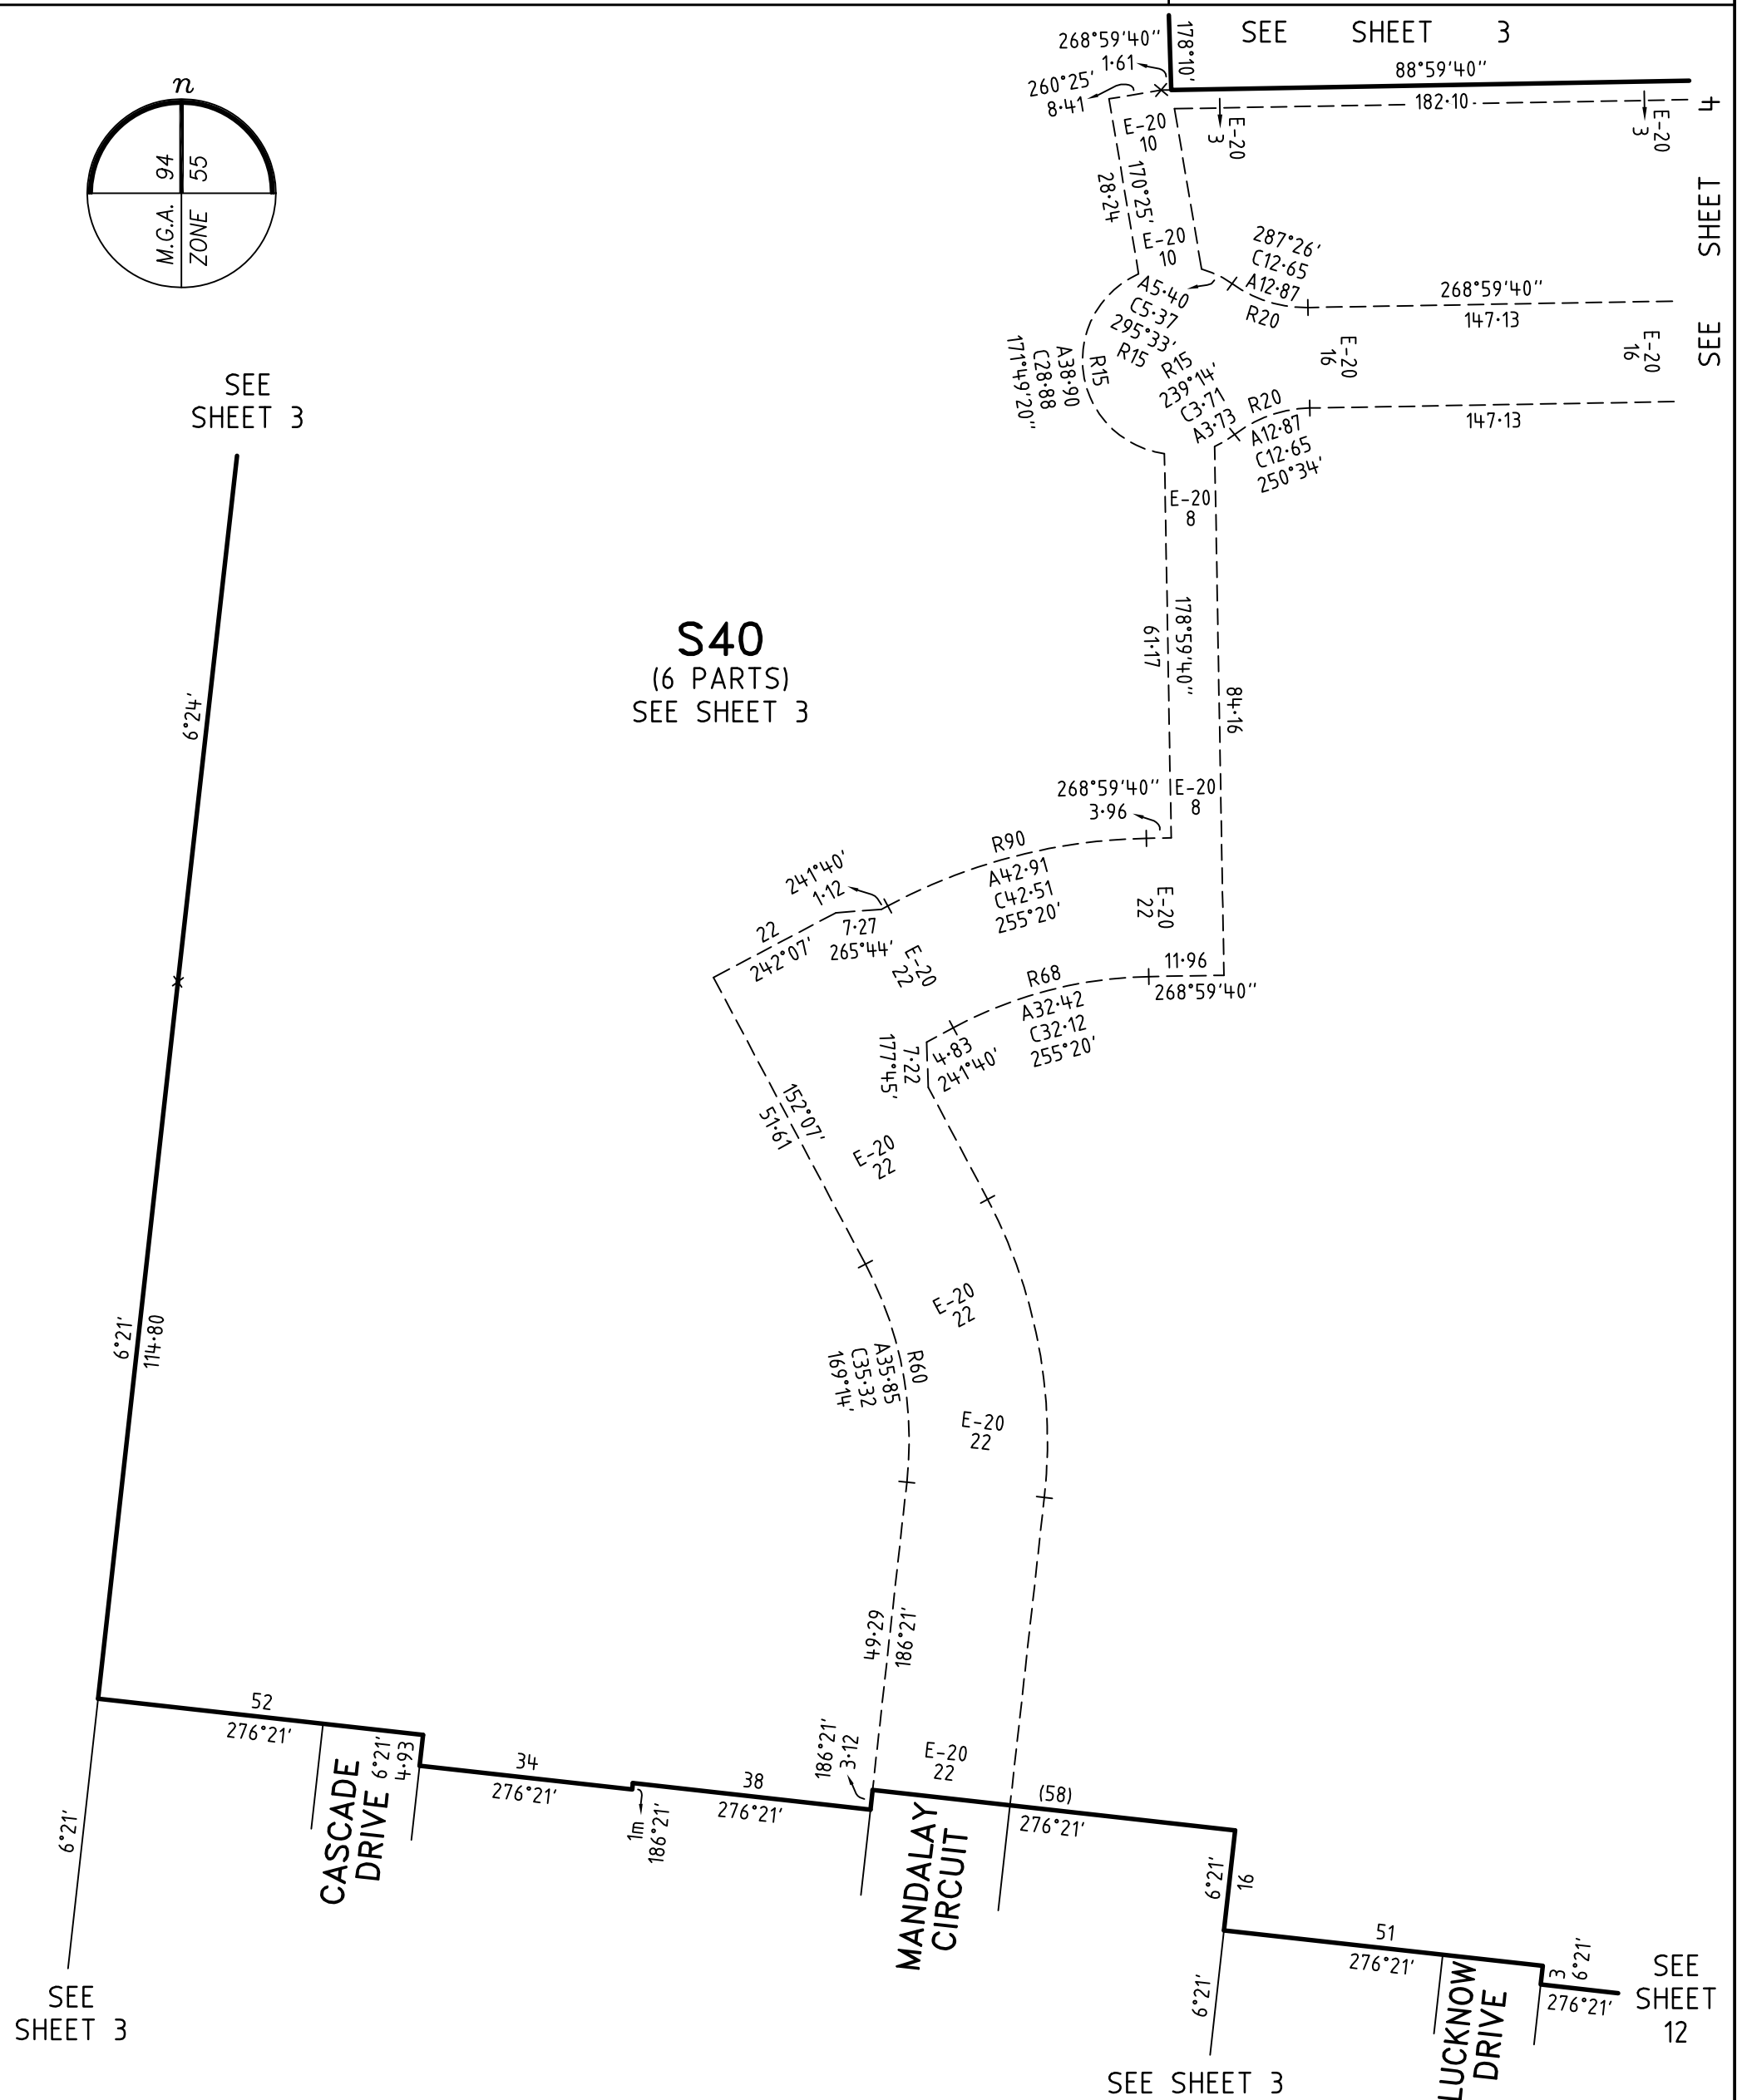 SEE SHEET 3
178°10'
268°59'40"
1·61
260°25'
8·41
88°59'40"
182·10
E-20
3
E-20
3
SEE SHEET 4
n
M.G.A. 94
ZONE 55
E-20
10
170°25'
28·24
E-20
10
287°26'
C12·65
A12·87
R20
A5·40
C5·37
295°33'
R15
268°59'40"
147·13
E-20
16
E-20
16
R15
A38·90
C28·88
171°49'20"
R15
239°14'
C3·71
A3·73
R20
A12·87
C12·65
250°34'
147·13
SEE
SHEET 3
E-20
8
178°59'40"
61·17
84·16
S40
(6 PARTS)
SEE SHEET 3
6°24'
268°59'40"
3·96
E-20
8
R90
A42·91
C42·51
255°20'
241°40'
1·12
7·27
265°44'
22
242°07'
E-20
22
E-20
22
11·96
268°59'40"
R68
A32·42
C32·12
255°20'
4·83
241°40'
7·22
177°45'
152°07'
51·61
E-20
22
E-20
22
R60
A35·85
C35·32
169°14'
E-20
22
6°21'
114·80
49·29
186°21'
52
276°21'
6°21'
4·93
CASCADE
DRIVE
34
276°21'
1m
186°21'
38
276°21'
186°21'
3·12
E-20
22
(58)
276°21'
MANDALAY
CIRCUIT
6°21'
6°21'
16
51
276°21'
6°21'
3
6°21'
276°21'
LUCKNOW
DRIVE
SEE
SHEET
12
SEE
SHEET 3
SEE SHEET 3